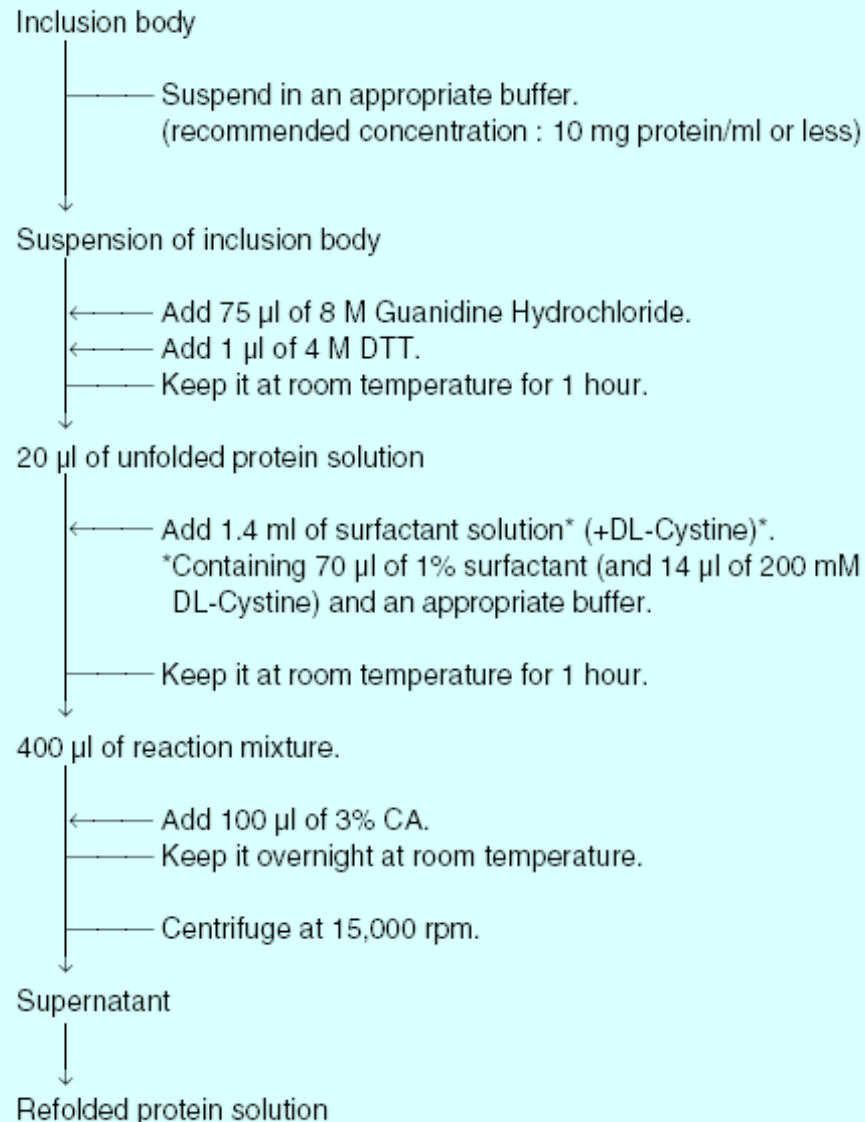 Inclusion body
Suspend in an appropriate buffer.
(recommended concentration : 10 mg protein/ml or less)
Suspension of inclusion body
Add 75 µl of 8 M Guanidine Hydrochloride.
Add 1 µl of 4 M DTT.
Keep it at room temperature for 1 hour.
20 µl of unfolded protein solution
Add 1.4 ml of surfactant solution* (+DL-Cystine)*.
*Containing 70 µl of 1% surfactant (and 14 µl of 200 mM
DL-Cystine) and an appropriate buffer.
Keep it at room temperature for 1 hour.
400 µl of reaction mixture.
Add 100 µl of 3% CA.
Keep it overnight at room temperature.
Centrifuge at 15,000 rpm.
Supernatant
Refolded protein solution